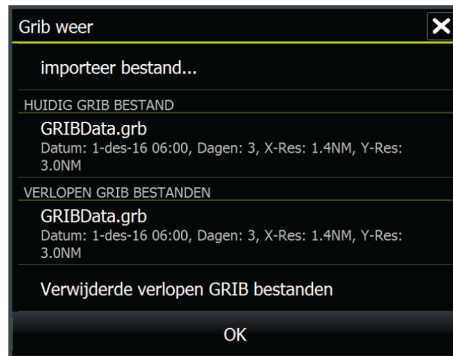 Grib weer
importeer bestand...
HUIDIG GRIB BESTAND
GRIBData.grb
Datum: 1-des-16 06:00, Dagen: 3, X-Res: 1.4NM, Y-Res:
3.0NM
VERLOPEN GRIB BESTANDEN
GRIBData.grb
Datum: 1-des-16 06:00, Dagen: 3, X-Res: 1.4NM, Y-Res:
3.0NM
Verwijderde verlopen GRIB bestanden
OK